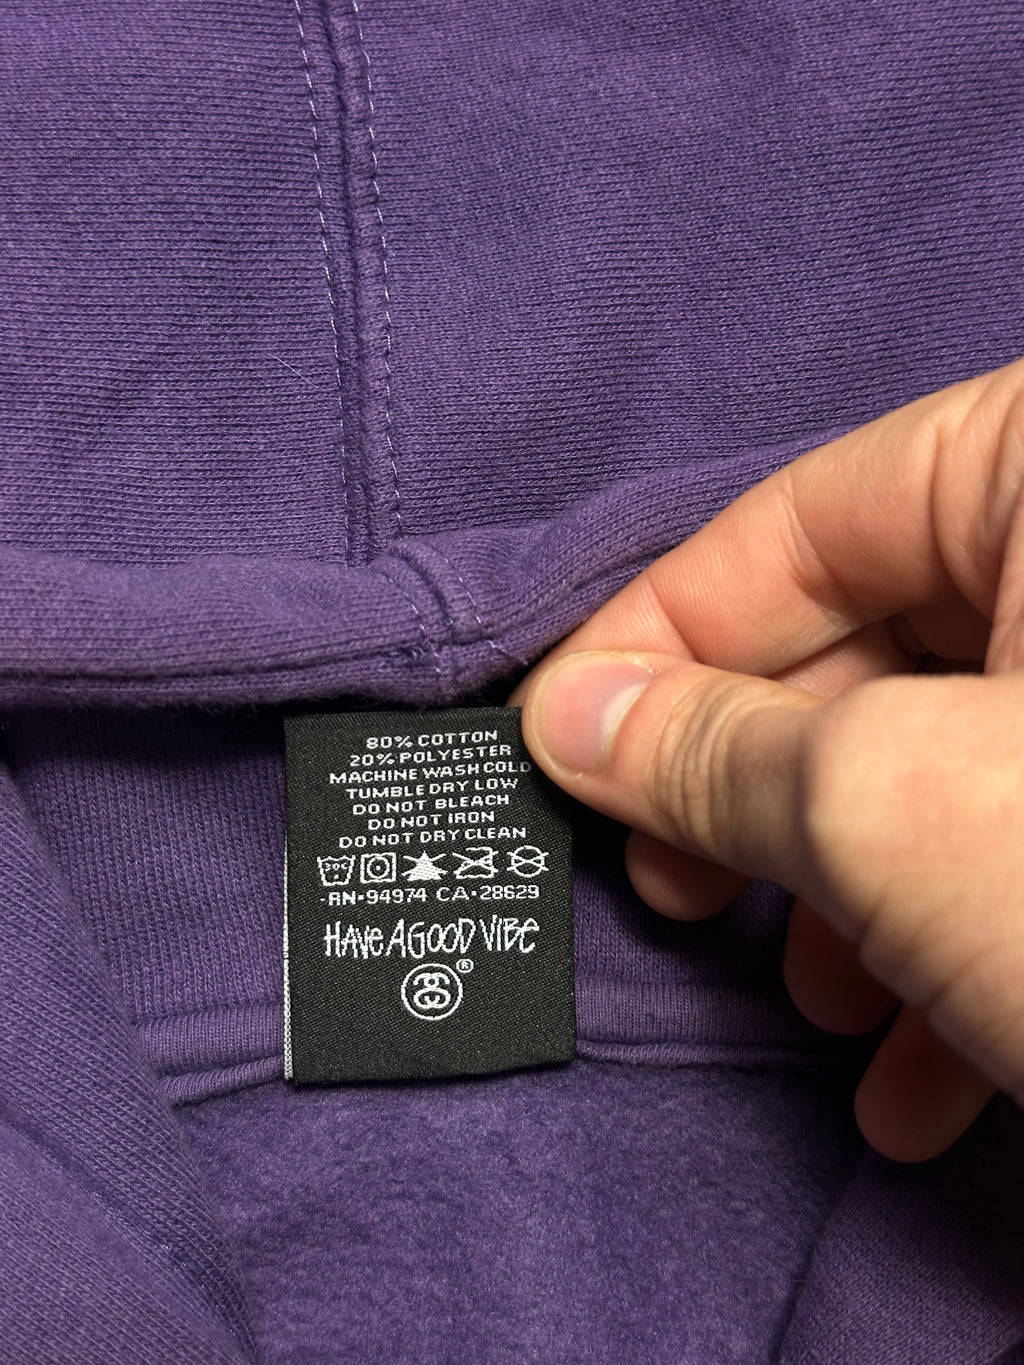 80% COTTON
20% POLYESTER
MACHINE WASH COLD
TUMBLE DRY LOW
DO NOT BLEACH
DO NOT IRON
DO NOT DRY CLEAN
30C
RN•94974 CA•28629
HAVE A GOOD VIBE
®